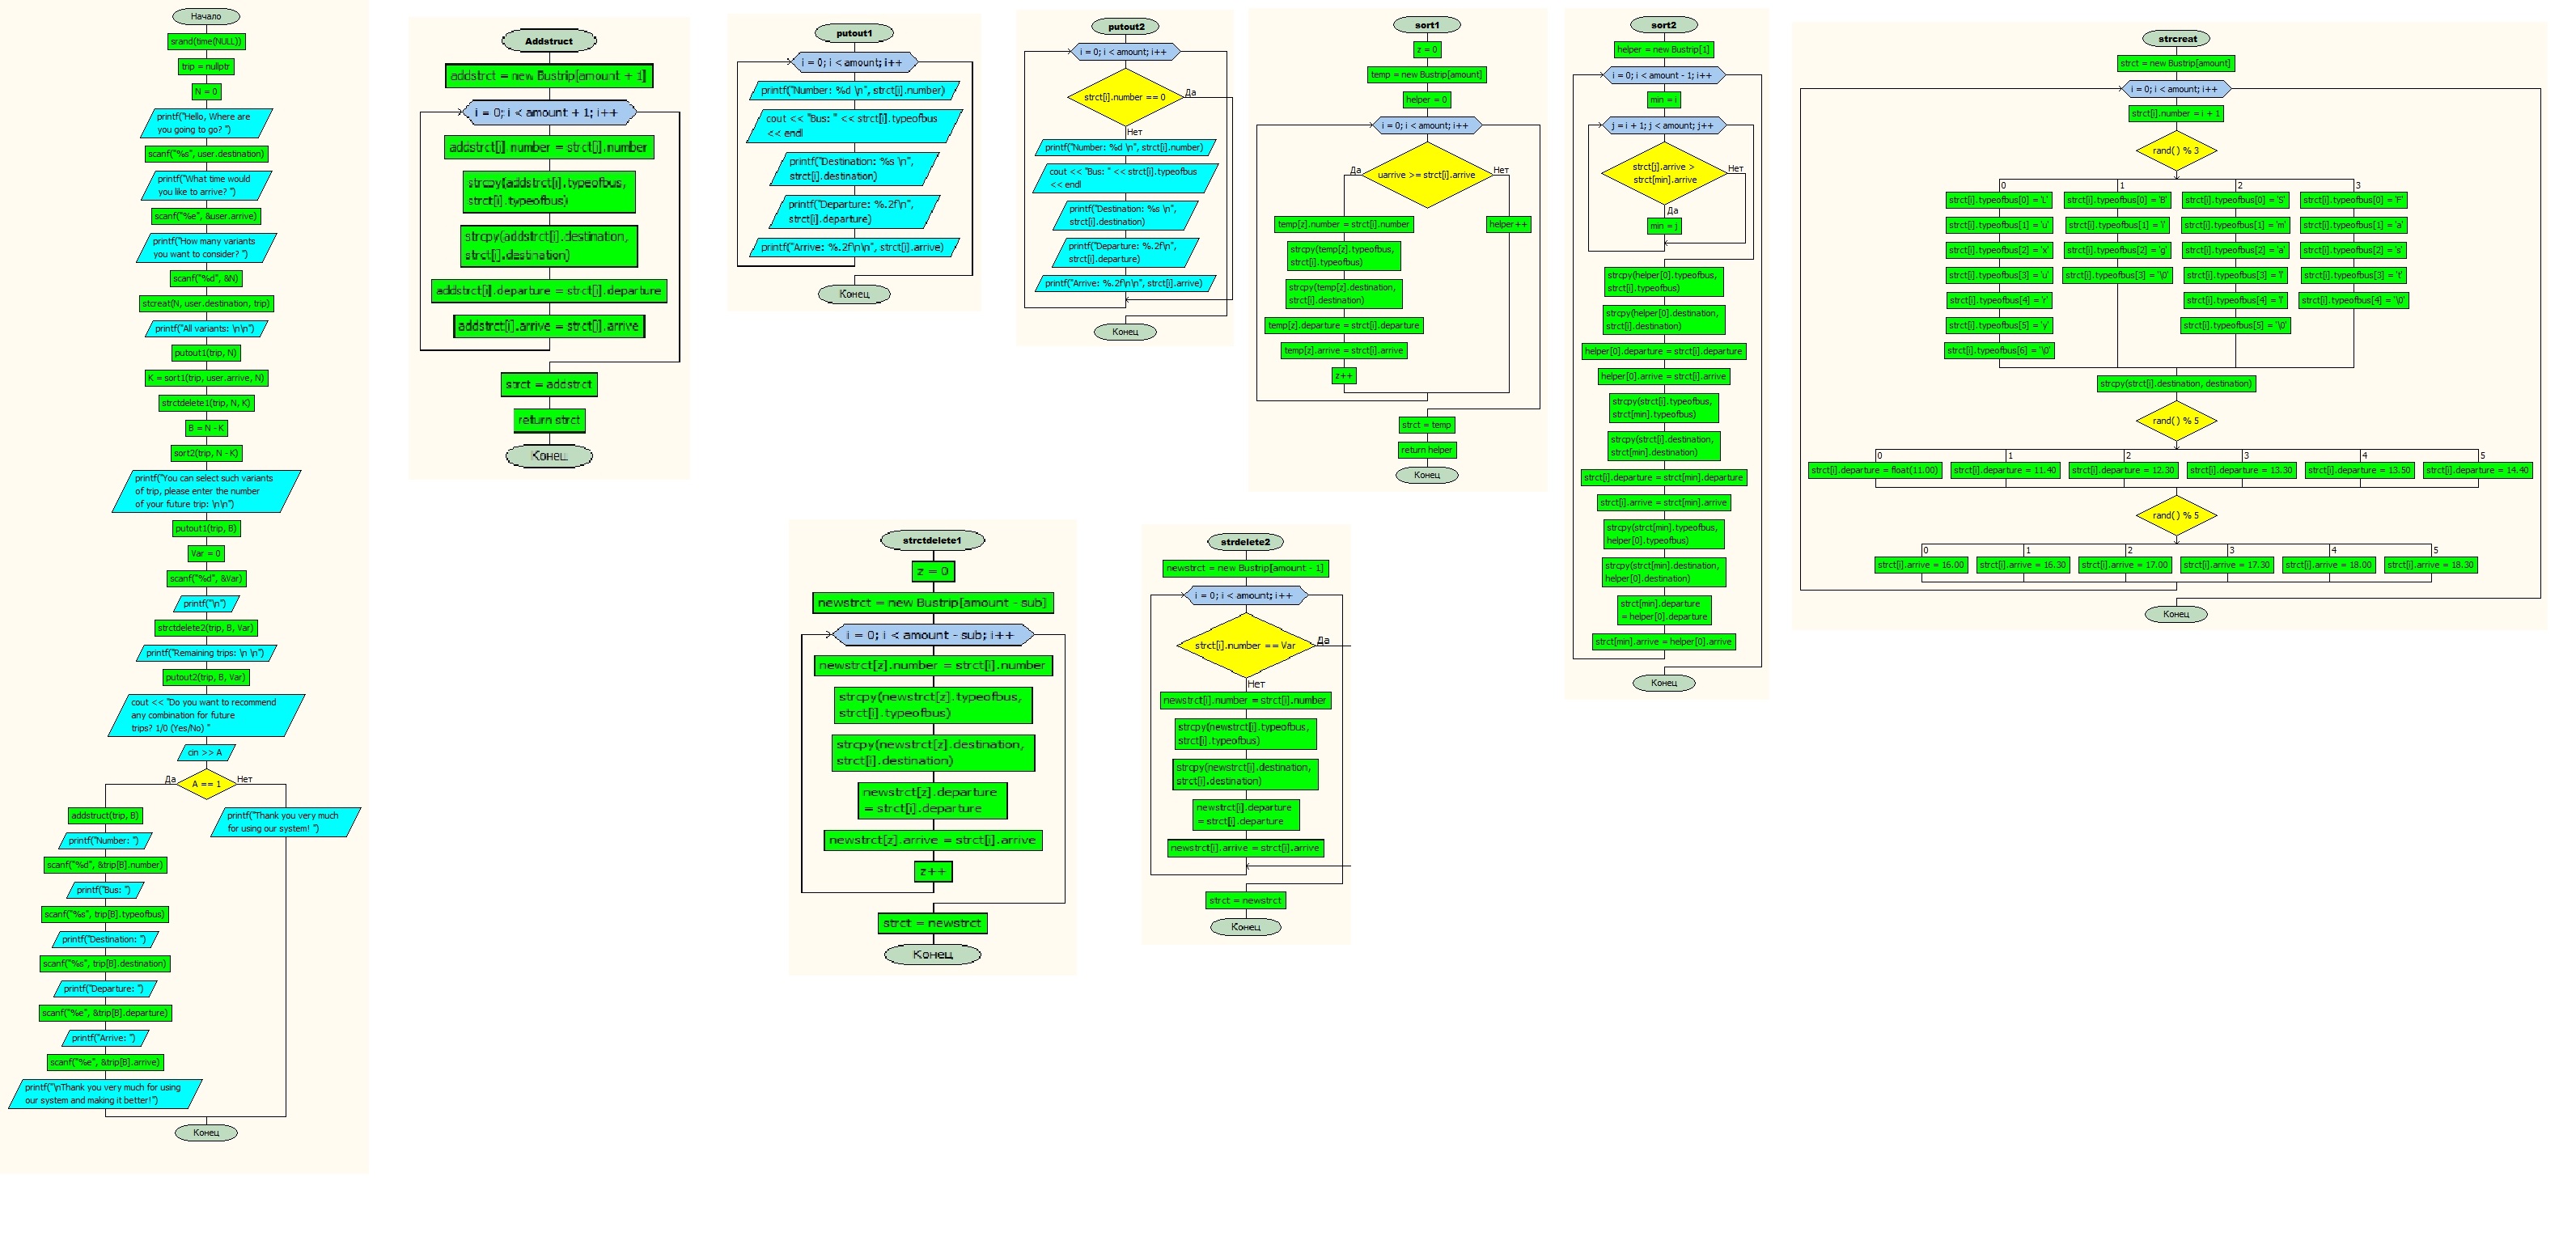 Начало
srand(time(NULL))
trip = nullptr
N = 0
printf("Hello, Where are
you going to go? ")
scanf("%s", user.destination)
printf("What time would
you like to arrive? ")
scanf("%e", &user.arrive)
printf("How many variants
you want to consider? ")
scanf("%d", &N)
stcreat(N, user.destination, trip)
printf("All variants: \n\n")
putout1(trip, N)
K = sort1(trip, user.arrive, N)
strctdelete1(trip, N, K)
B = N - K
sort2(trip, N - K)
printf("You can select such variants
of trip, please enter the number
of your future trip: \n\n")
putout1(trip, B)
Var = 0
scanf("%d", &Var)
printf("\n")
strctdelete2(trip, B, Var)
printf("Remaining trips: \n \n")
putout2(trip, B, Var)
cout << "Do you want to recommend
any combination for future
trips? 1/0 (Yes/No) "
cin >> A
Да
A == 1
Нет
addstruct(trip, B)
printf("Number: ")
scanf("%d", &trip[B].number)
printf("Bus: ")
scanf("%s", trip[B].typeofbus)
printf("Destination: ")
scanf("%s", trip[B].destination)
printf("Departure: ")
scanf("%e", &trip[B].departure)
printf("Arrive: ")
scanf("%e", &trip[B].arrive)
printf("\nThank you very much for using
our system and making it better!")
printf("Thank you very much
for using our system! ")
Конец
Addstruct
addstrct = new Bustrip[amount + 1]
i = 0; i < amount + 1; i++
addstrct[i].number = strct[i].number
strcpy(addstrct[i].typeofbus,
strct[i].typeofbus)
strcpy(addstrct[i].destination,
strct[i].destination)
addstrct[i].departure = strct[i].departure
addstrct[i].arrive = strct[i].arrive
strct = addstrct
return strct
Конец
putout1
i = 0; i < amount; i++
printf("Number: %d \n", strct[i].number)
cout << "Bus: " << strct[i].typeofbus
<< endl
printf("Destination: %s \n",
strct[i].destination)
printf("Departure: %.2f\n",
strct[i].departure)
printf("Arrive: %.2f\n\n", strct[i].arrive)
Конец
putout2
i = 0; i < amount; i++
strct[i].number == 0
Да
Нет
printf("Number: %d \n", strct[i].number)
cout << "Bus: " << strct[i].typeofbus
<< endl
printf("Destination: %s \n",
strct[i].destination)
printf("Departure: %.2f\n",
strct[i].departure)
printf("Arrive: %.2f\n\n", strct[i].arrive)
Конец
sort1
z = 0
temp = new Bustrip[amount]
helper = 0
i = 0; i < amount; i++
Да
uarrive >= strct[i].arrive
Нет
temp[z].number = strct[i].number
strcpy(temp[z].typeofbus,
strct[i].typeofbus)
strcpy(temp[z].destination,
strct[i].destination)
temp[z].departure = strct[i].departure
temp[z].arrive = strct[i].arrive
z++
helper++
strct = temp
return helper
Конец
sort2
helper = new Bustrip[1]
i = 0; i < amount - 1; i++
min = i
j = i + 1; j < amount; j++
strct[j].arrive >
strct[min].arrive
Нет
Да
min = j
strcpy(helper[0].typeofbus,
strct[i].typeofbus)
strcpy(helper[0].destination,
strct[i].destination)
helper[0].departure = strct[i].departure
helper[0].arrive = strct[i].arrive
strcpy(strct[i].typeofbus,
strct[min].typeofbus)
strcpy(strct[i].destination,
strct[min].destination)
strct[i].departure = strct[min].departure
strct[i].arrive = strct[min].arrive
strcpy(strct[min].typeofbus,
helper[0].typeofbus)
strcpy(strct[min].destination,
helper[0].destination)
strct[min].departure
= helper[0].departure
strct[min].arrive = helper[0].arrive
Конец
strcreat
strct = new Bustrip[amount]
i = 0; i < amount; i++
strct[i].number = i + 1
rand() % 3
0 1 2 3
strct[i].typeofbus[0] = 'L' strct[i].typeofbus[0] = 'B' strct[i].typeofbus[0] = 'S' strct[i].typeofbus[0] = 'F'
strct[i].typeofbus[1] = 'u' strct[i].typeofbus[1] = 'i' strct[i].typeofbus[1] = 'm' strct[i].typeofbus[1] = 'a'
strct[i].typeofbus[2] = 'x' strct[i].typeofbus[2] = 'g' strct[i].typeofbus[2] = 'a' strct[i].typeofbus[2] = 's'
strct[i].typeofbus[3] = 'u' strct[i].typeofbus[3] = '\0' strct[i].typeofbus[3] = 'l' strct[i].typeofbus[3] = 't'
strct[i].typeofbus[4] = 'r' strct[i].typeofbus[4] = 'l' strct[i].typeofbus[4] = '\0'
strct[i].typeofbus[5] = 'y' strct[i].typeofbus[5] = '\0'
strct[i].typeofbus[6] = '\0'
strcpy(strct[i].destination, destination)
rand() % 5
0 1 2 3 4 5
strct[i].departure = float(11.00) strct[i].departure = 11.40 strct[i].departure = 12.30 strct[i].departure = 13.30 strct[i].departure = 13.50 strct[i].departure = 14.40
rand() % 5
0 1 2 3 4 5
strct[i].arrive = 16.00 strct[i].arrive = 16.30 strct[i].arrive = 17.00 strct[i].arrive = 17.30 strct[i].arrive = 18.00 strct[i].arrive = 18.30
Конец
strctdelete1
z = 0
newstrct = new Bustrip[amount - sub]
i = 0; i < amount - sub; i++
newstrct[z].number = strct[i].number
strcpy(newstrct[z].typeofbus,
strct[i].typeofbus)
strcpy(newstrct[z].destination,
strct[i].destination)
newstrct[z].departure
= strct[i].departure
newstrct[z].arrive = strct[i].arrive
z++
strct = newstrct
Конец
strdelete2
newstrct = new Bustrip[amount - 1]
i = 0; i < amount; i++
strct[i].number == Var
Да
Нет
newstrct[i].number = strct[i].number
strcpy(newstrct[i].typeofbus,
strct[i].typeofbus)
strcpy(newstrct[i].destination,
strct[i].destination)
newstrct[i].departure
= strct[i].departure
newstrct[i].arrive = strct[i].arrive
strct = newstrct
Конец